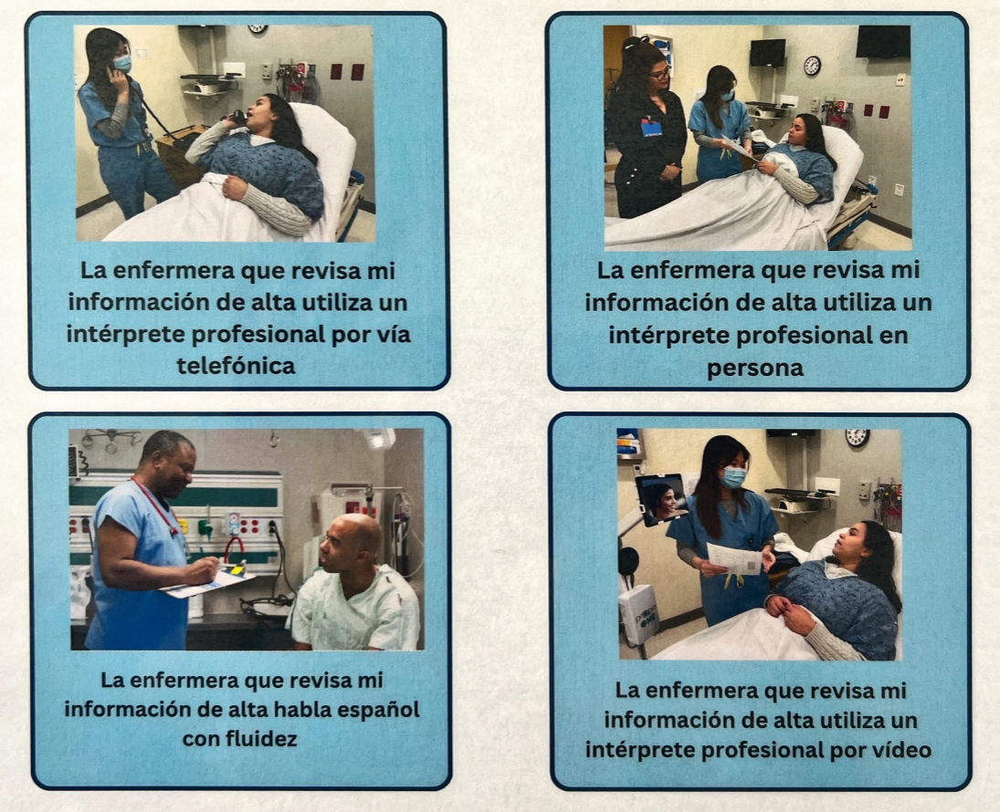 La enfermera que revisa mi
información de alta utiliza un
intérprete profesional por vía
telefónica
La enfermera que revisa mi
información de alta utiliza un
intérprete profesional en
persona
La enfermera que revisa mi
información de alta habla español
con fluidez
La enfermera que revisa mi
información de alta utiliza un
intérprete profesional por vídeo